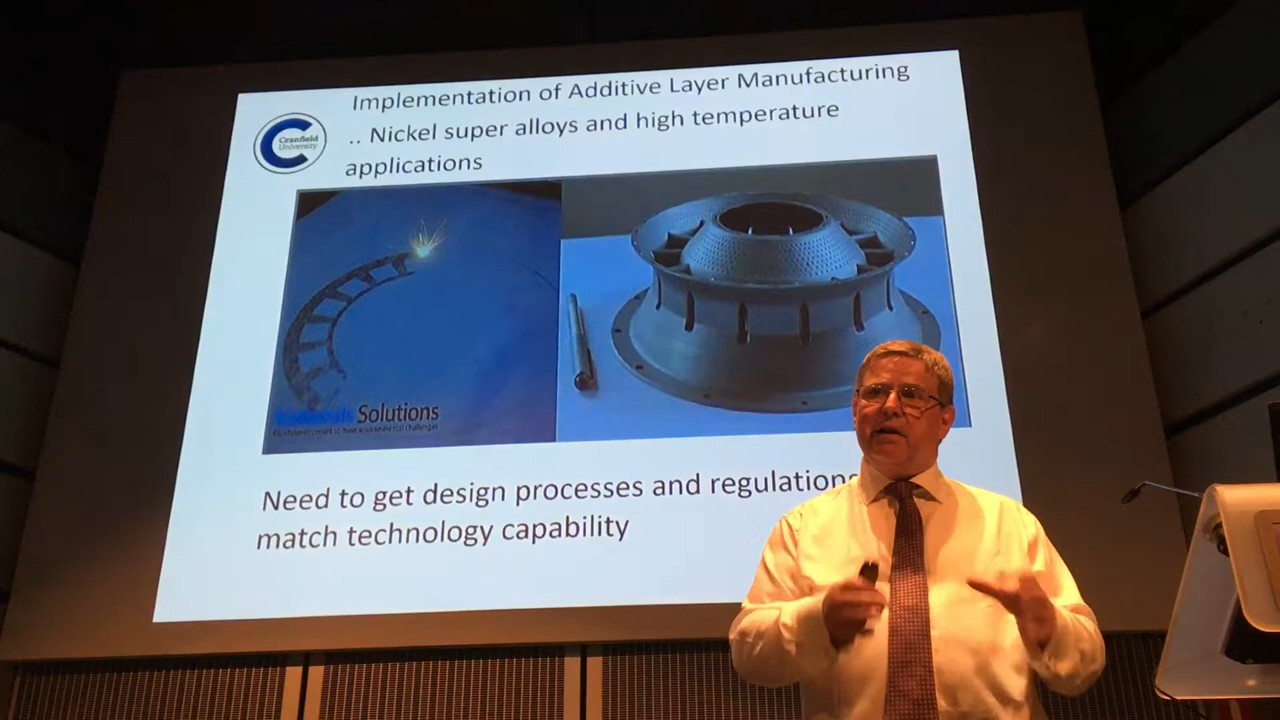 Implementation of Additive Layer Manufacturing
.. Nickel super alloys and high temperature
applications
Cranfield
University
Solutions
Need to get design processes and regulation
match technology capability